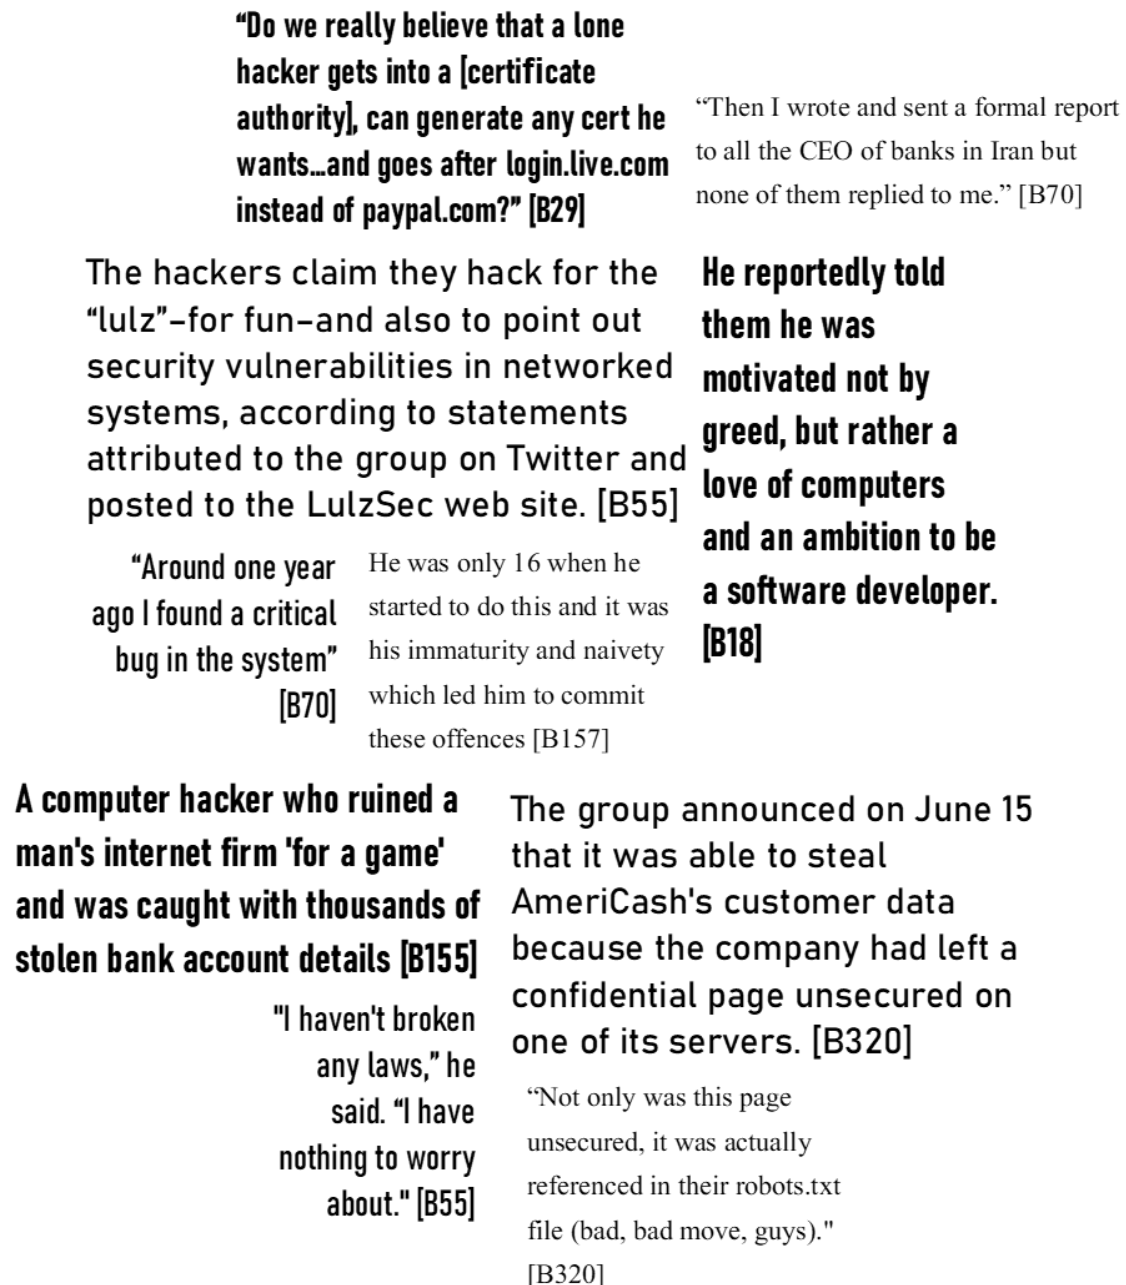 “Do we really believe that a lone
hacker gets into a [certificate
authority], can generate any cert he
wants...and goes after login.live.com
instead of paypal.com?” [B29]
“Then I wrote and sent a formal report
to all the CEO of banks in Iran but
none of them replied to me.” [B70]
The hackers claim they hack for the
“lulz”–for fun–and also to point out
security vulnerabilities in networked
systems, according to statements
attributed to the group on Twitter and
posted to the LulzSec web site. [B55]
He reportedly told
them he was
motivated not by
greed, but rather a
love of computers
and an ambition to be
a software developer.
[B18]
“Around one year
ago I found a critical
bug in the system”
[B70]
He was only 16 when he
started to do this and it was
his immaturity and naivety
which led him to commit
these offences [B157]
A computer hacker who ruined a
man's internet firm 'for a game'
and was caught with thousands of
stolen bank account details [B155]
The group announced on June 15
that it was able to steal
AmeriCash's customer data
because the company had left a
confidential page unsecured on
one of its servers. [B320]
"I haven't broken
any laws,” he
said. “I have
nothing to worry
about." [B55]
“Not only was this page
unsecured, it was actually
referenced in their robots.txt
file (bad, bad move, guys)."
[B320]